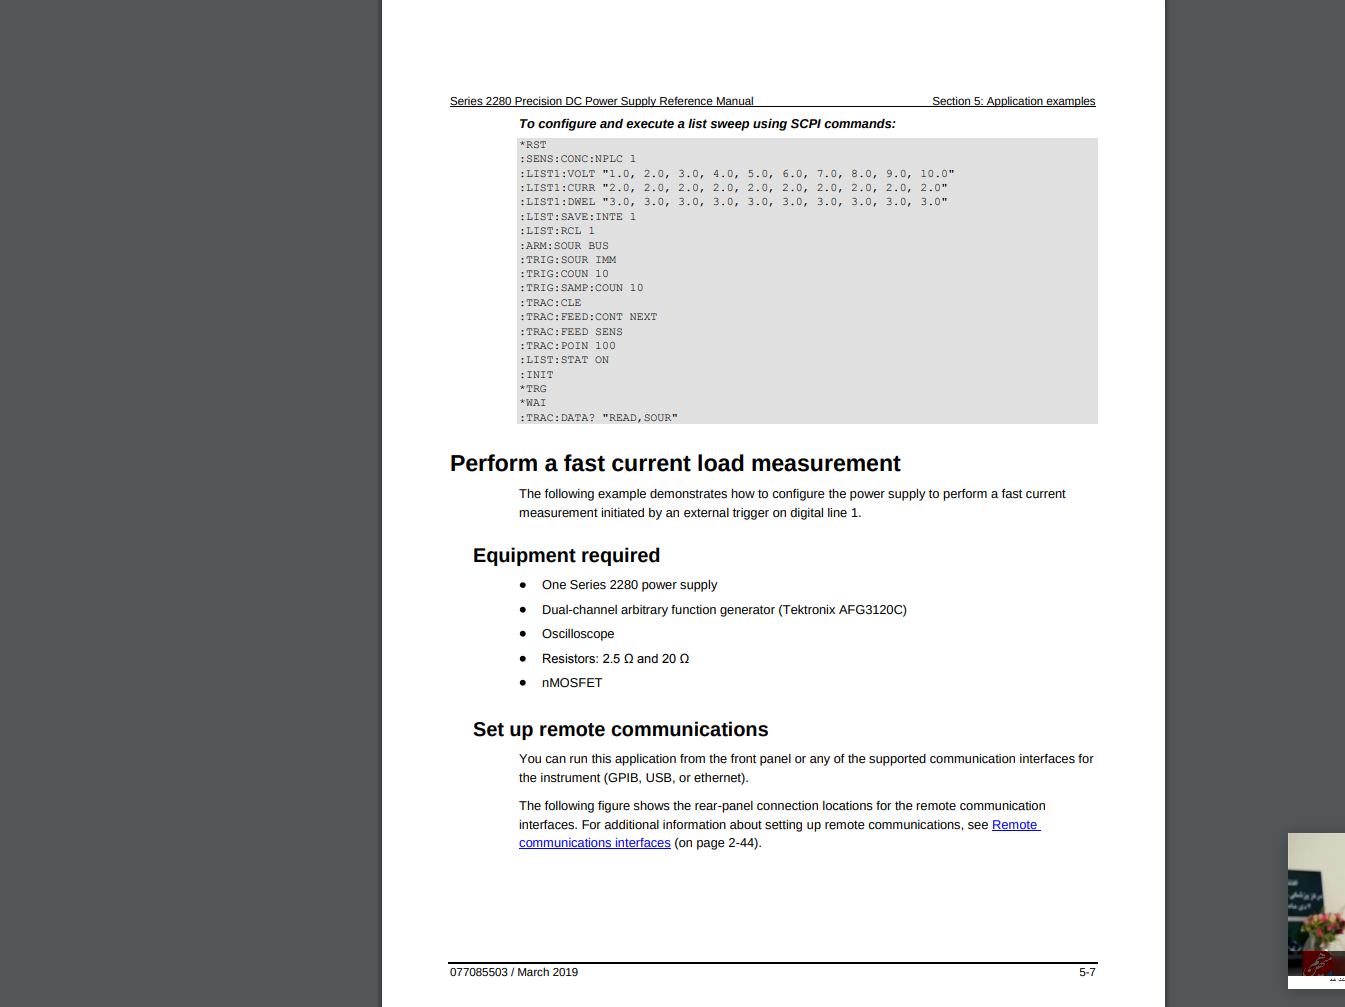 Series 2280 Precision DC Power Supply Reference Manual Section 5: Application examples
To configure and execute a list sweep using SCPI commands:
*RST
:SENS:CONC:NPLC 1
:LIST1:VOLT "1.0, 2.0, 3.0, 4.0, 5.0, 6.0, 7.0, 8.0, 9.0, 10.0"
:LIST1:CURR "2.0, 2.0, 2.0, 2.0, 2.0, 2.0, 2.0, 2.0, 2.0, 2.0"
:LIST1:DWEL "3.0, 3.0, 3.0, 3.0, 3.0, 3.0, 3.0, 3.0, 3.0, 3.0"
:LIST:SAVE:INTE 1
:LIST:RCL 1
:ARM:SOUR BUS
:TRIG:SOUR IMM
:TRIG:COUN 10
:TRIG:SAMP:COUN 10
:TRAC:CLE
:TRAC:FEED:CONT NEXT
:TRAC:FEED SENS
:TRAC:POIN 100
:LIST:STAT ON
:INIT
*TRG
*WAI
:TRAC:DATA? "READ,SOUR"
Perform a fast current load measurement
The following example demonstrates how to configure the power supply to perform a fast current
measurement initiated by an external trigger on digital line 1.
Equipment required
● One Series 2280 power supply
● Dual-channel arbitrary function generator (Tektronix AFG3120C)
● Oscilloscope
● Resistors: 2.5 Ω and 20 Ω
● nMOSFET
Set up remote communications
You can run this application from the front panel or any of the supported communication interfaces for
the instrument (GPIB, USB, or ethernet).
The following figure shows the rear-panel connection locations for the remote communication
interfaces. For additional information about setting up remote communications, see Remote
communications interfaces (on page 2-44).
077085503 / March 2019 5-7